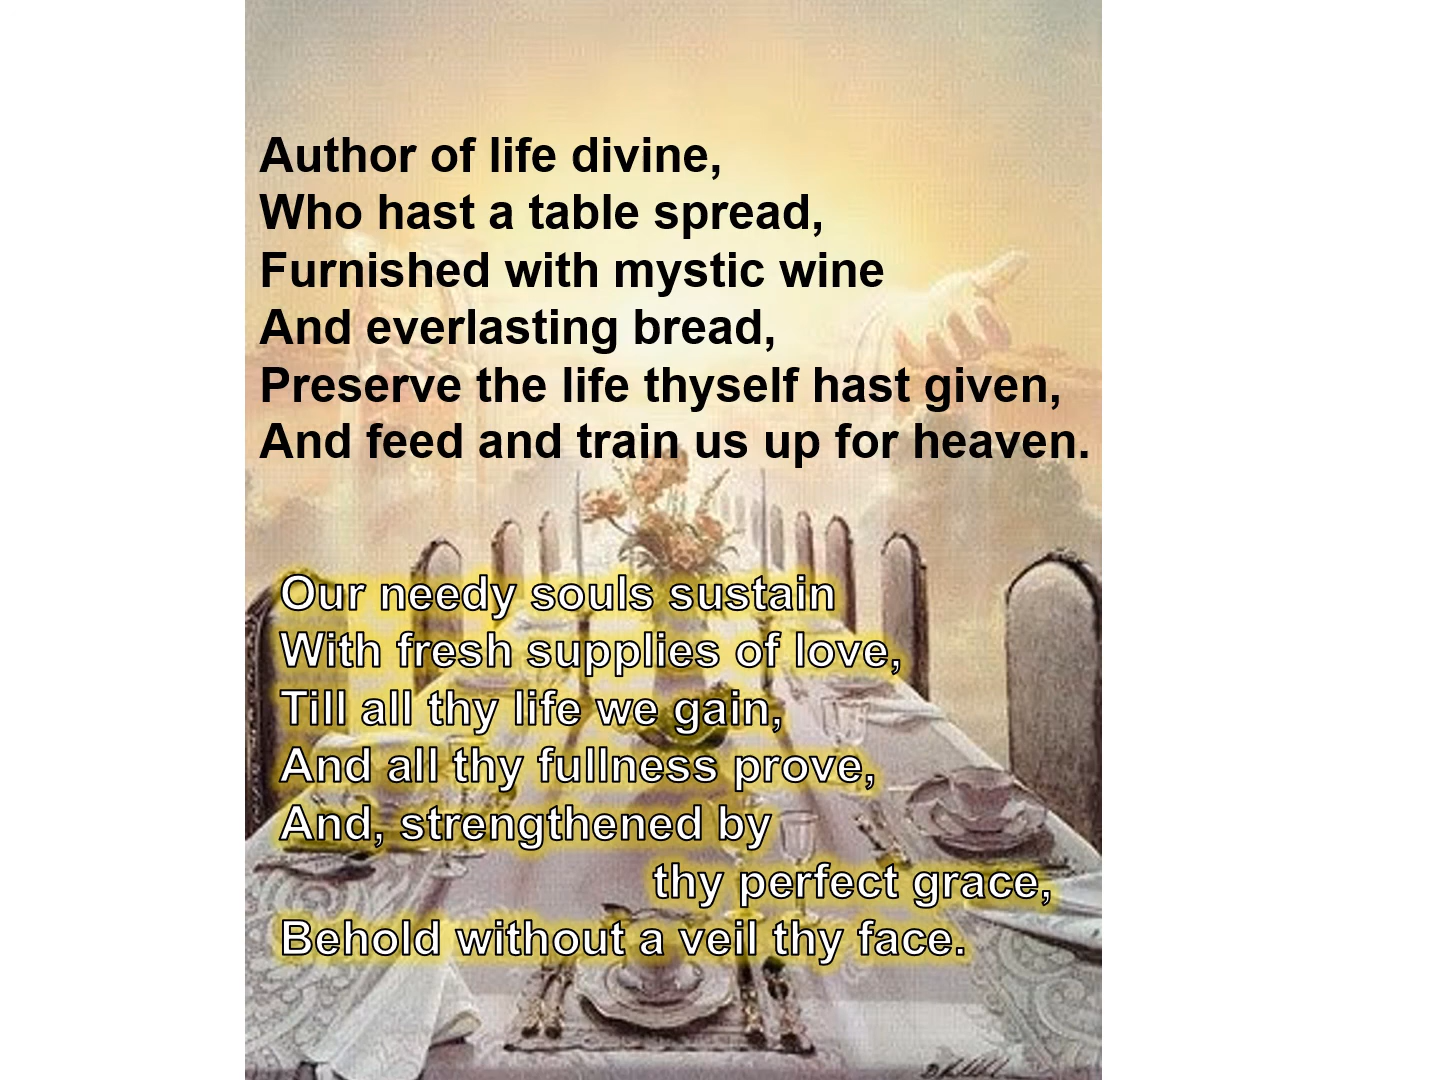 Author of life divine,
Who hast a table spread,
Furnished with mystic wine
And everlasting bread,
Preserve the life thyself hast given,
And feed and train us up for heaven.
Our needy souls sustain
With fresh supplies of love,
Till all thy life we gain,
And all thy fullness prove,
And, strengthened by
thy perfect grace,
Behold without a veil thy face.